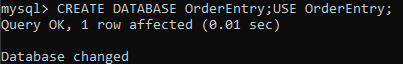 mysql> CREATE DATABASE OrderEntry;USE OrderEntry;
Query OK, 1 row affected (0.01 sec)

Database changed